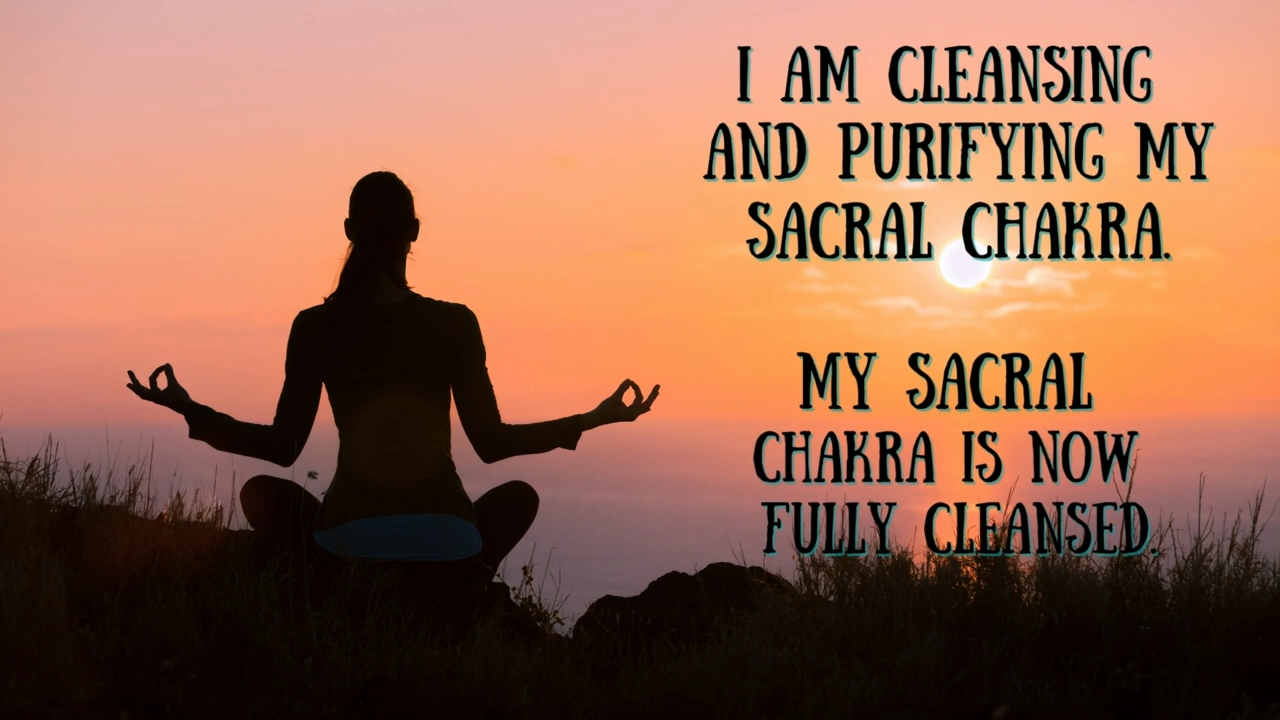 I AM CLEANSING
AND PURIFYING MY
SACRAL CHAKRA.
MY SACRAL
CHAKRA IS NOW
FULLY CLEANSED.